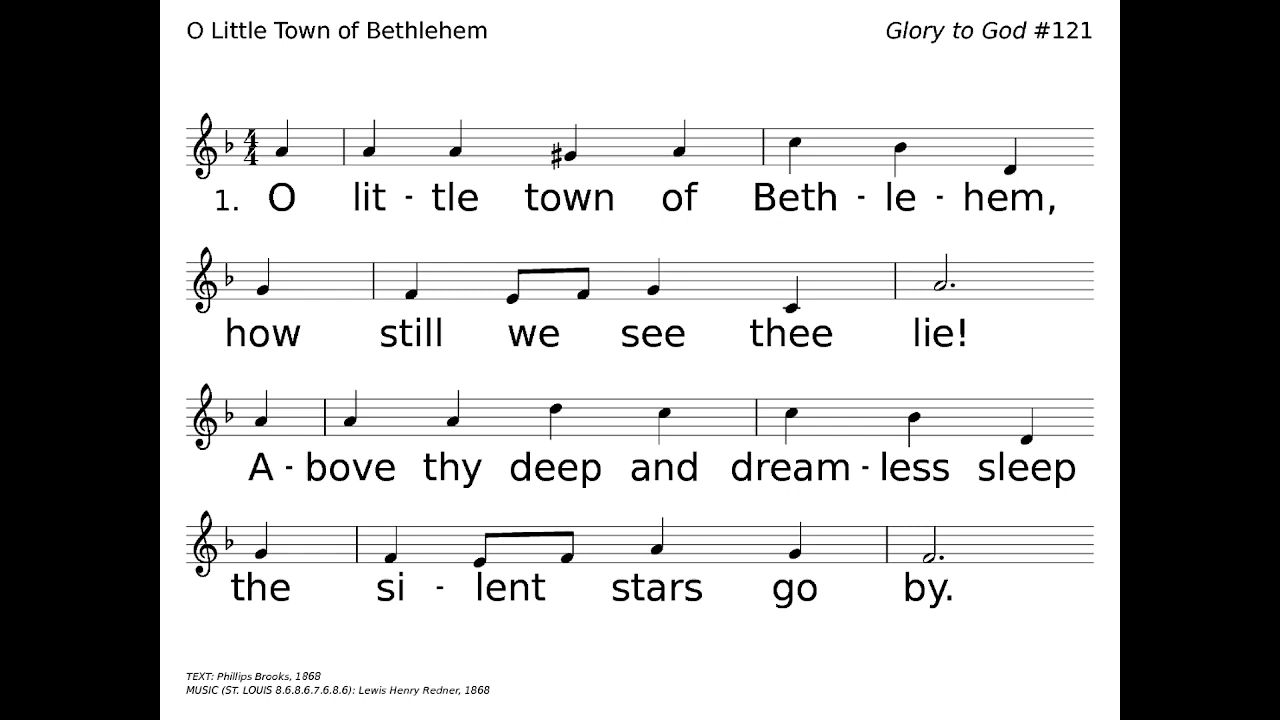 O Little Town of Bethlehem
Glory to God #121
1. O lit - tle town of Beth - le - hem,
how still we see thee lie!
A - bove thy deep and dream - less sleep
the si - lent stars go by.
TEXT: Phillips Brooks, 1868
MUSIC (ST. LOUIS 8.6.8.6.7.6.8.6): Lewis Henry Redner, 1868